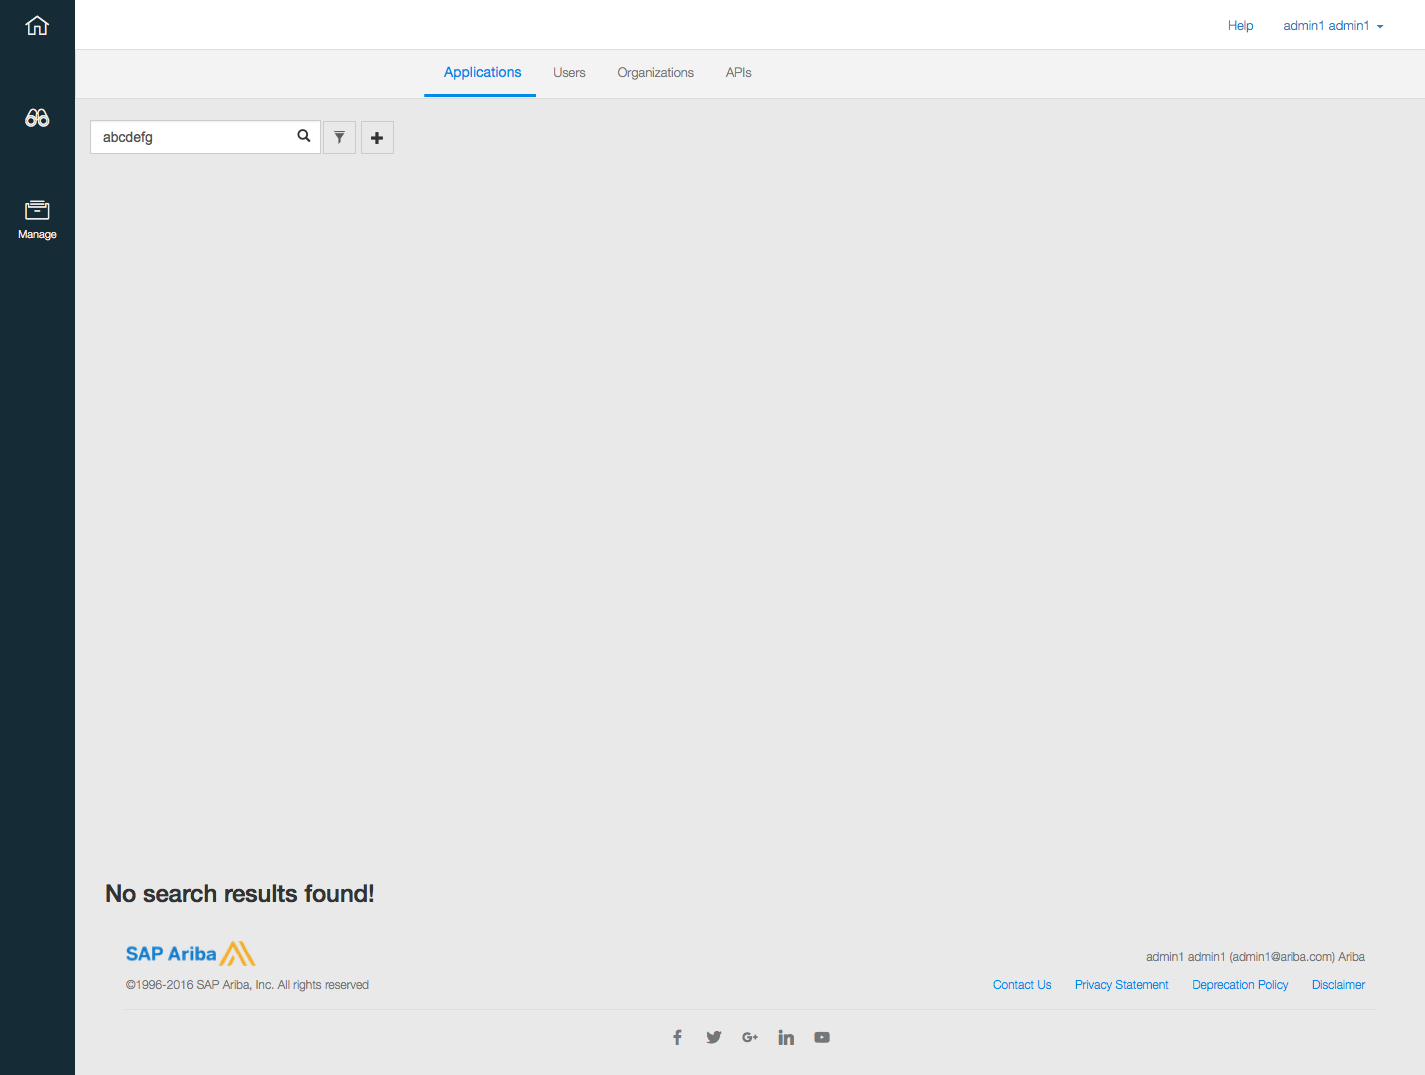 Help admin1 admin1
Applications Users Organizations APIs
abcdefg
Manage
No search results found!
SAP Ariba
admin1 admin1 (admin1@ariba.com) Ariba
©1996-2016 SAP Ariba, Inc. All rights reserved
Contact Us Privacy Statement Deprecation Policy Disclaimer
f G+ in